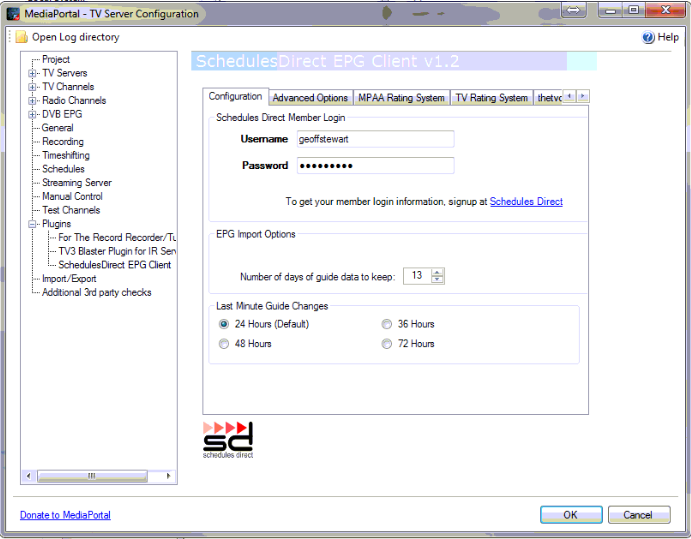 MediaPortal - TV Server Configuration
Open Log directory
Help
Project
TV Servers
TV Channels
Radio Channels
DVB EPG
General
Recording
Timeshifting
Schedules
Streaming Server
Manual Control
Test Channels
Plugins
For The Record Recorder/Tu
TV3 Blaster Plugin for IR Serv
SchedulesDirect EPG Client
Import/Export
Additional 3rd party checks
SchedulesDirect EPG Client v1.2
Configuration Advanced Options MPAA Rating System TV Rating System thetvc
Schedules Direct Member Login
Username geoffstewart
Password •••••••••
To get your member login information, signup at Schedules Direct
EPG Import Options
Number of days of guide data to keep: 13
Last Minute Guide Changes
24 Hours (Default) 36 Hours
48 Hours 72 Hours
sd
schedules direct
Donate to MediaPortal
OK Cancel